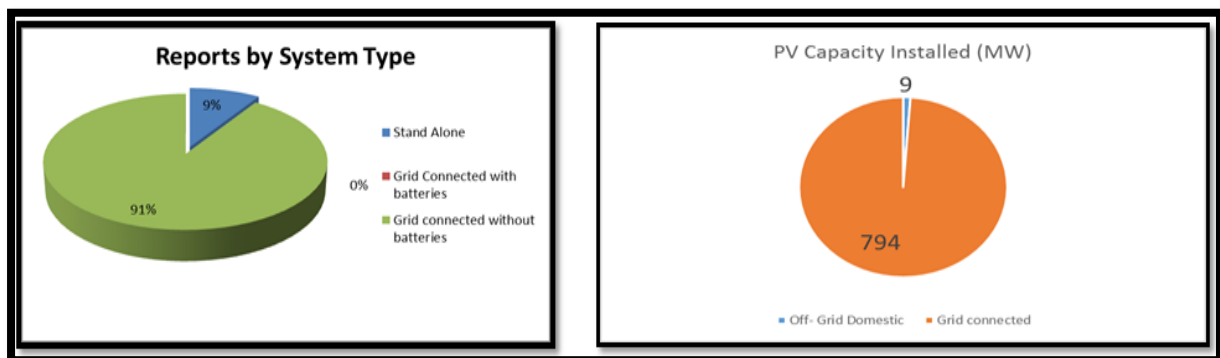 Reports by System Type
9%
Stand Alone
Grid Connected with
batteries
0%
Grid connected without
batteries
91%
PV Capacity Installed (MW)
9
794
Off- Grid Domestic
Grid connected